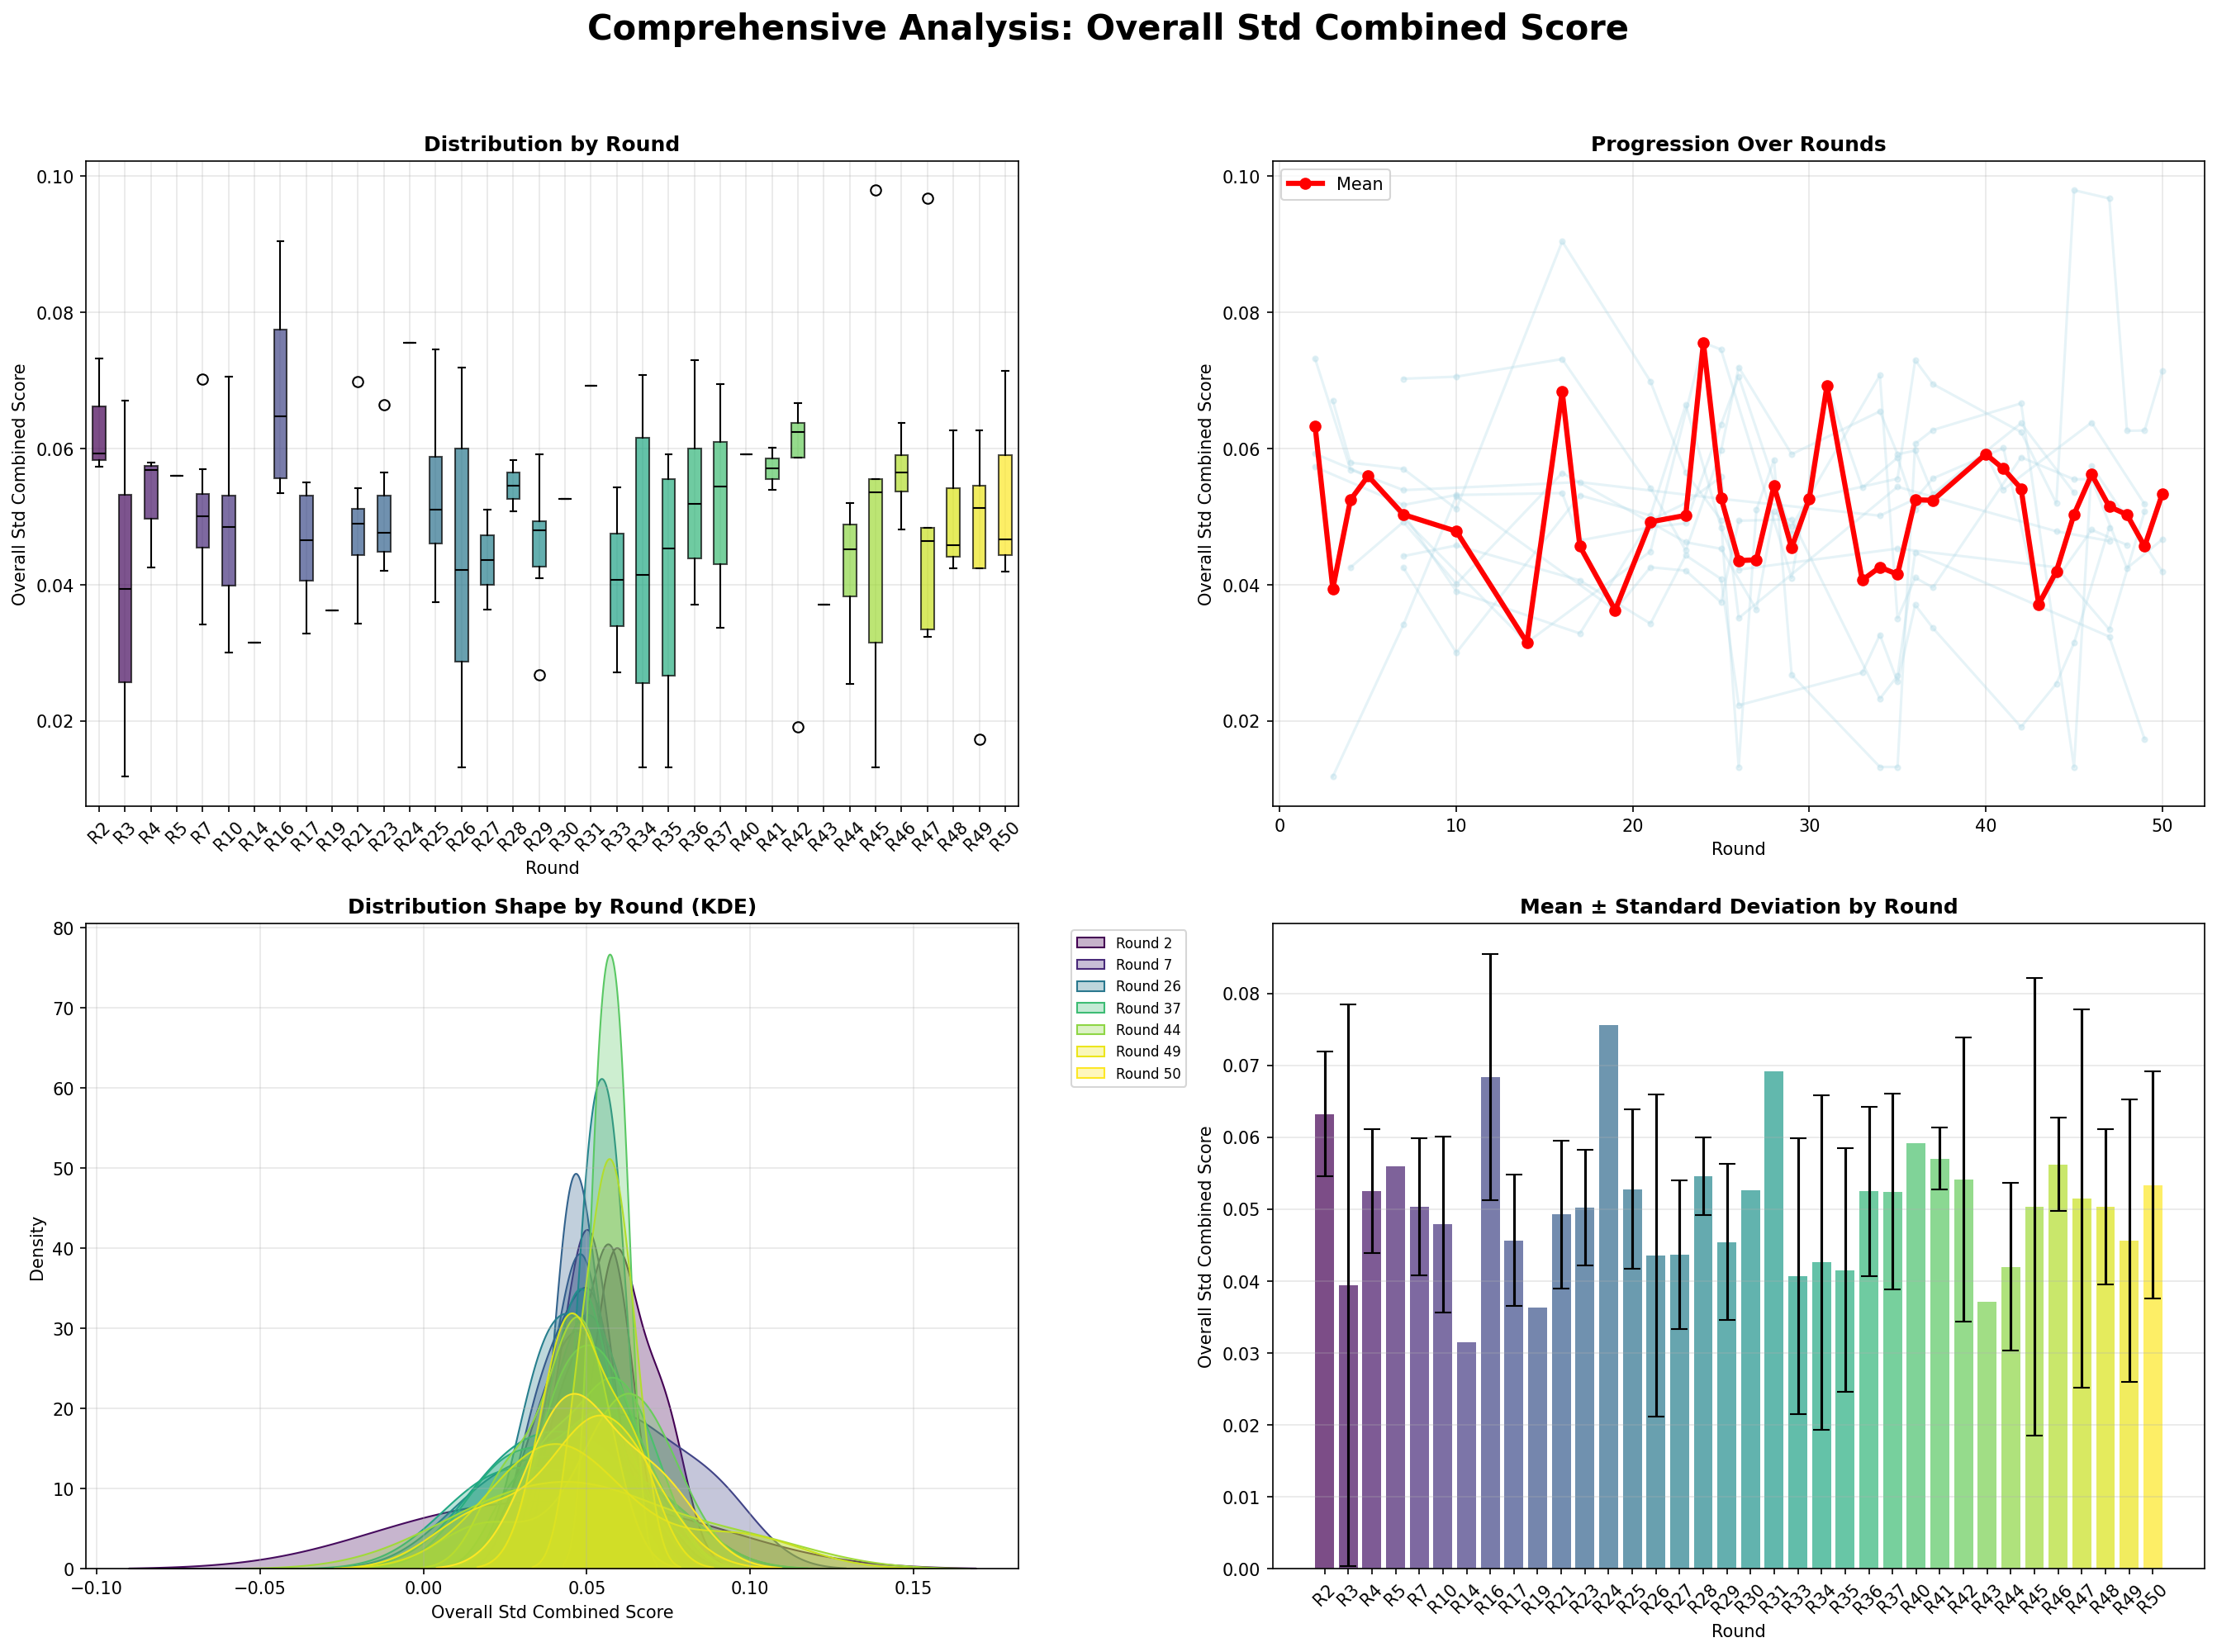 Comprehensive Analysis: Overall Std Combined Score
Distribution by Round
Overall Std Combined Score
0.10
0.08
0.06
0.04
0.02
R2 R3 R4 R5 R7 R10 R14 R16 R17 R19 R21 R23 R24 R25 R26 R27 R28 R29 R30 R31 R33 R34 R35 R36 R37 R40 R41 R42 R43 R44 R45 R46 R47 R48 R49 R50
Round
Progression Over Rounds
Mean
Overall Std Combined Score
0.10
0.08
0.06
0.04
0.02
0 10 20 30 40 50
Round
Distribution Shape by Round (KDE)
Density
80
70
60
50
40
30
20
10
0
−0.10 −0.05 0.00 0.05 0.10 0.15
Overall Std Combined Score
Round 2
Round 7
Round 26
Round 37
Round 44
Round 49
Round 50
Mean ± Standard Deviation by Round
Overall Std Combined Score
0.08
0.07
0.06
0.05
0.04
0.03
0.02
0.01
0.00
R2 R3 R4 R5 R7 R10 R14 R16 R17 R19 R21 R23 R24 R25 R26 R27 R28 R29 R30 R31 R33 R34 R35 R36 R37 R40 R41 R42 R43 R44 R45 R46 R47 R48 R49 R50
Round